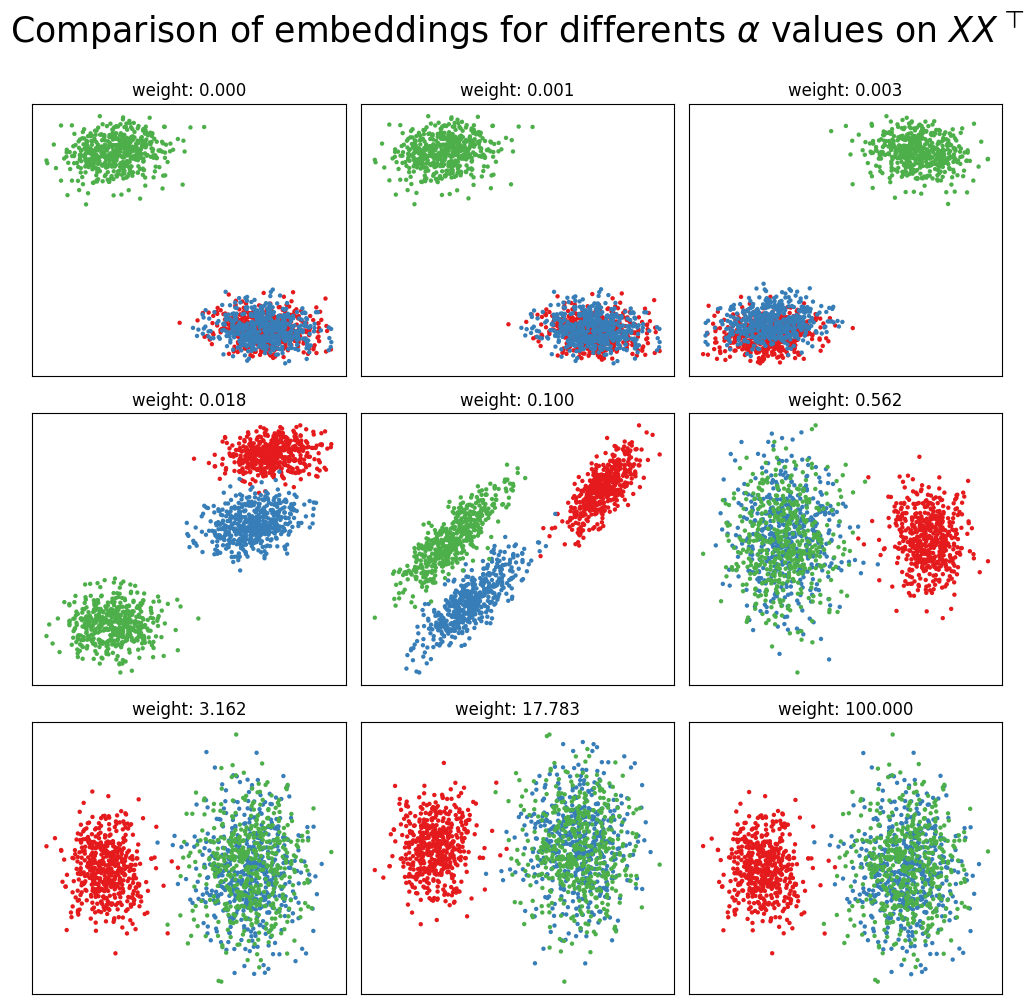 Comparison of embeddings for differents α values on XX⊤
weight: 0.000
weight: 0.001
weight: 0.003
weight: 0.018
weight: 0.100
weight: 0.562
weight: 3.162
weight: 17.783
weight: 100.000